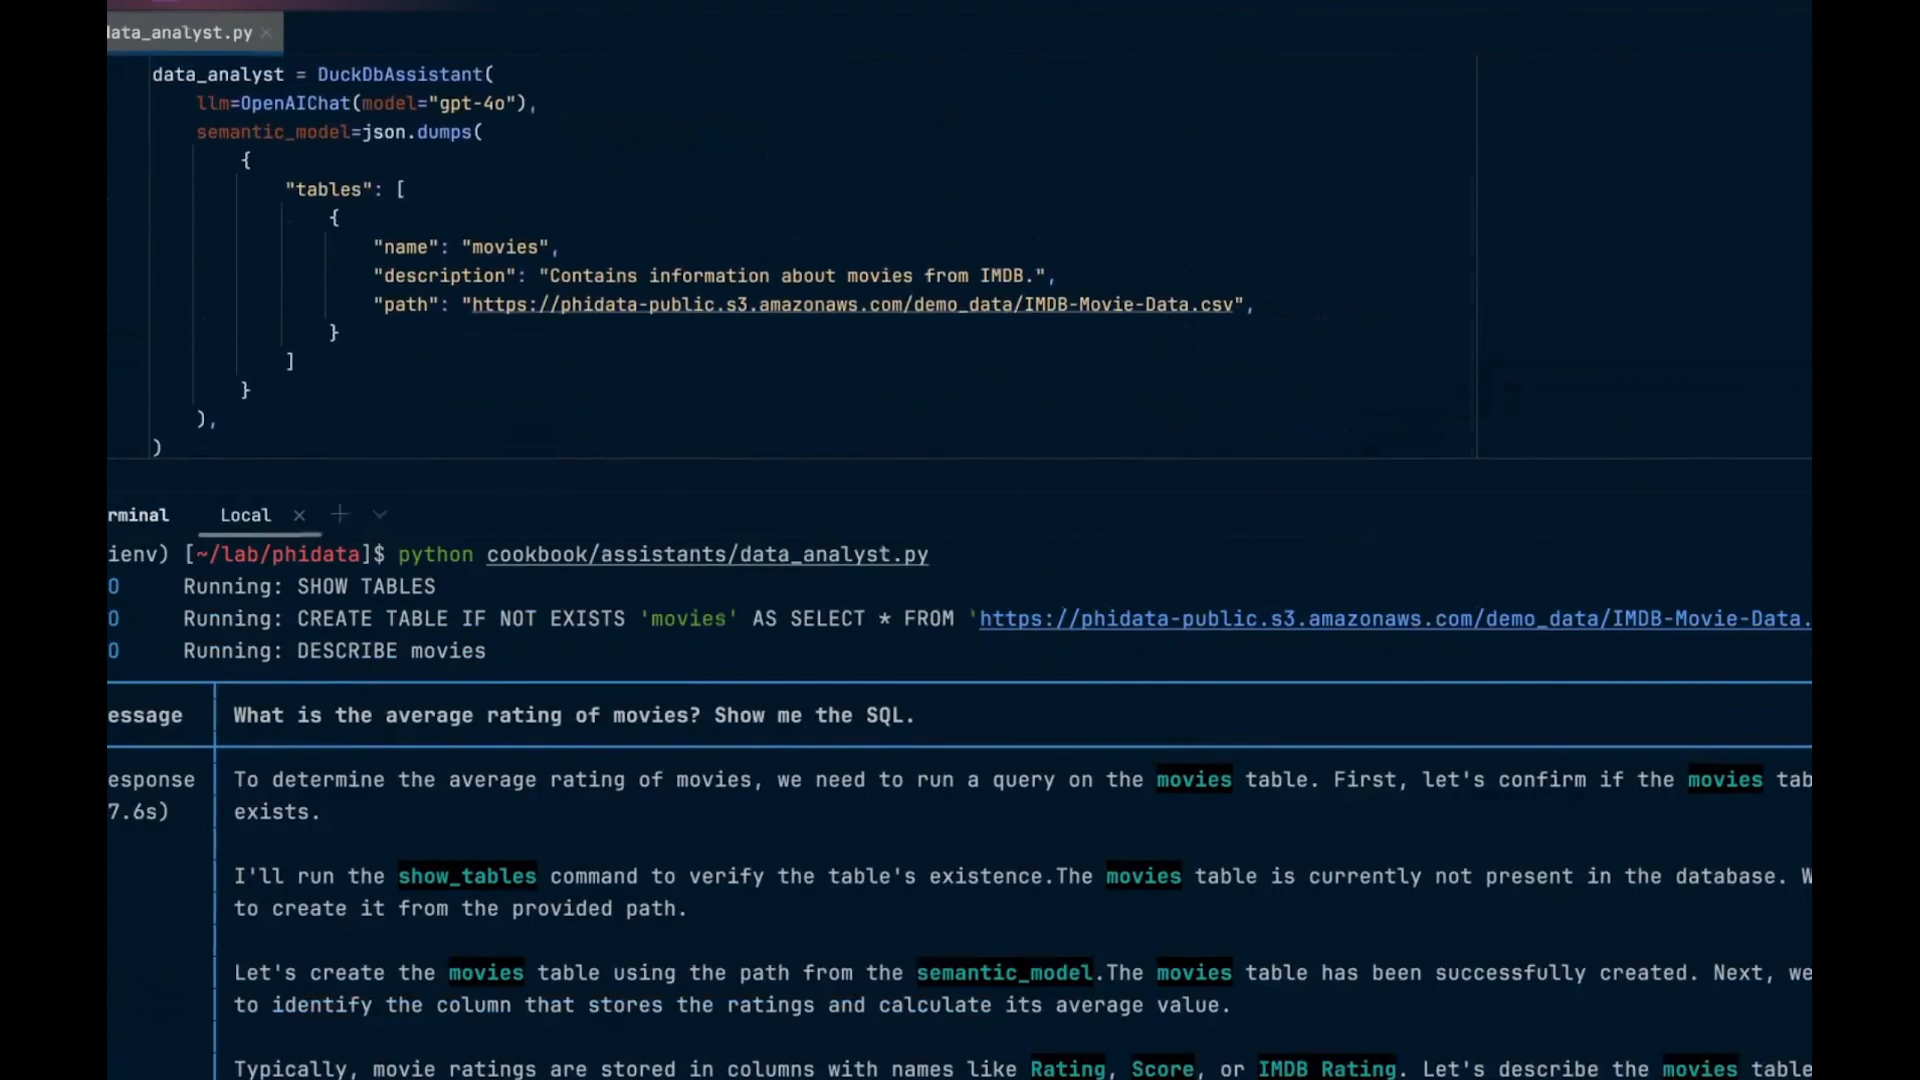 data_analyst.py
data_analyst = DuckDbAssistant(
llm=OpenAIChat(model="gpt-4o"),
semantic_model=json.dumps(
{
"tables": [
{
"name": "movies",
"description": "Contains information about movies from IMDB.",
"path": "https://phidata-public.s3.amazonaws.com/demo_data/IMDB-Movie-Data.csv",
}
]
}
),
)
rminal Local × + 
ienv) [~/lab/phidata]$ python cookbook/assistants/data_analyst.py
O Running: SHOW TABLES
O Running: CREATE TABLE IF NOT EXISTS 'movies' AS SELECT * FROM 'https://phidata-public.s3.amazonaws.com/demo_data/IMDB-Movie-Data.
O Running: DESCRIBE movies
essage What is the average rating of movies? Show me the SQL.
esponse To determine the average rating of movies, we need to run a query on the movies table. First, let's confirm if the movies tab
7.6s) exists.
I'll run the show_tables command to verify the table's existence.The movies table is currently not present in the database. W
to create it from the provided path.
Let's create the movies table using the path from the semantic_model.The movies table has been successfully created. Next, we
to identify the column that stores the ratings and calculate its average value.
Typically, movie ratings are stored in columns with names like Rating, Score, or IMDB Rating. Let's describe the movies table